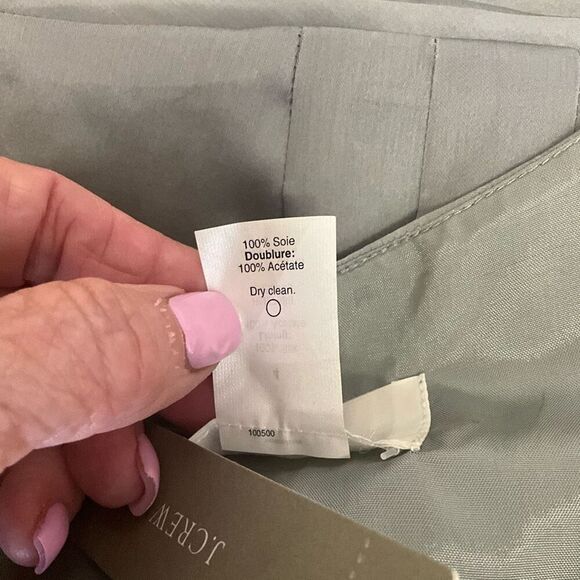 100% Soie
Doublure:
100% Acétate
Dry clean.
100500
J.CREW